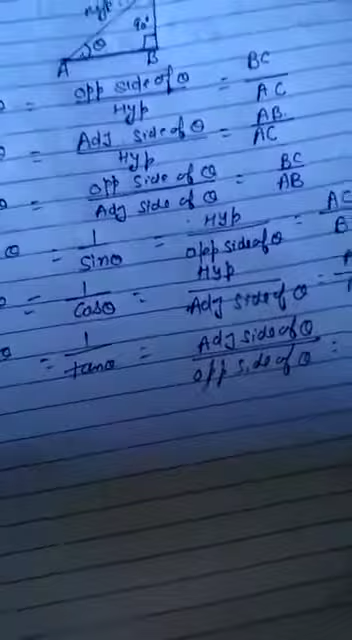 Hyp
90°
θ
A B
θ = opp side of θ / Hyp = BC / AC
θ = Adj side of θ / Hyp = AB / AC
θ = opp side of θ / Adj side of θ = BC / AB
θ = 1 / sinθ = Hyp / opp side of θ = AC / B
θ = 1 / cosθ = Hyp / Adj side of θ =
θ = 1 / tanθ = Adj side of θ / opp side of θ =